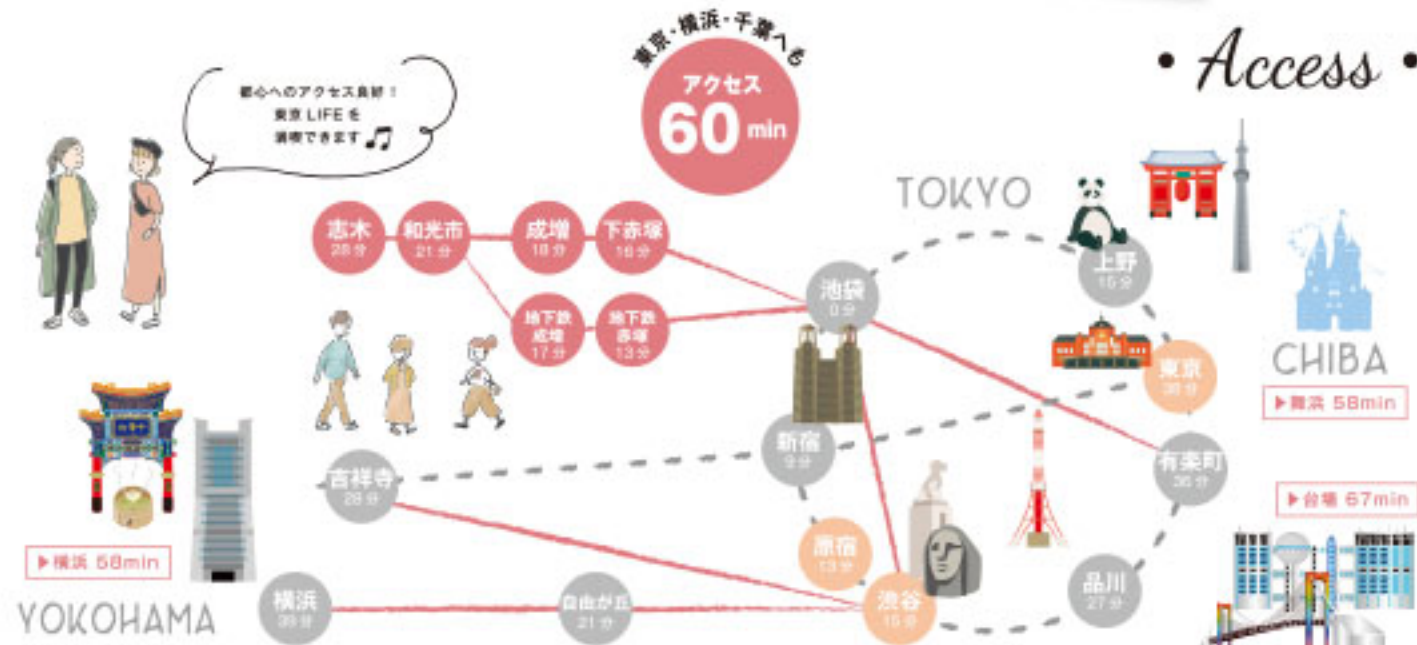 東京・横浜・千葉へも
アクセス
60 min
• Access •
都心へのアクセス良好！
東京 LIFE を
満喫できます♫
TOKYO
志木
28分
和光市
21分
成増
18分
下赤塚
16分
地下鉄
成増
17分
地下鉄
赤塚
13分
池袋
0分
上野
15分
東京
CHIBA
▶舞浜 58min
新宿
9分
有楽町
36分
吉祥寺
28分
▶台場 67min
原宿
13分
▶横浜 58min
YOKOHAMA
横浜
39分
自由が丘
21分
渋谷
15分
品川
27分